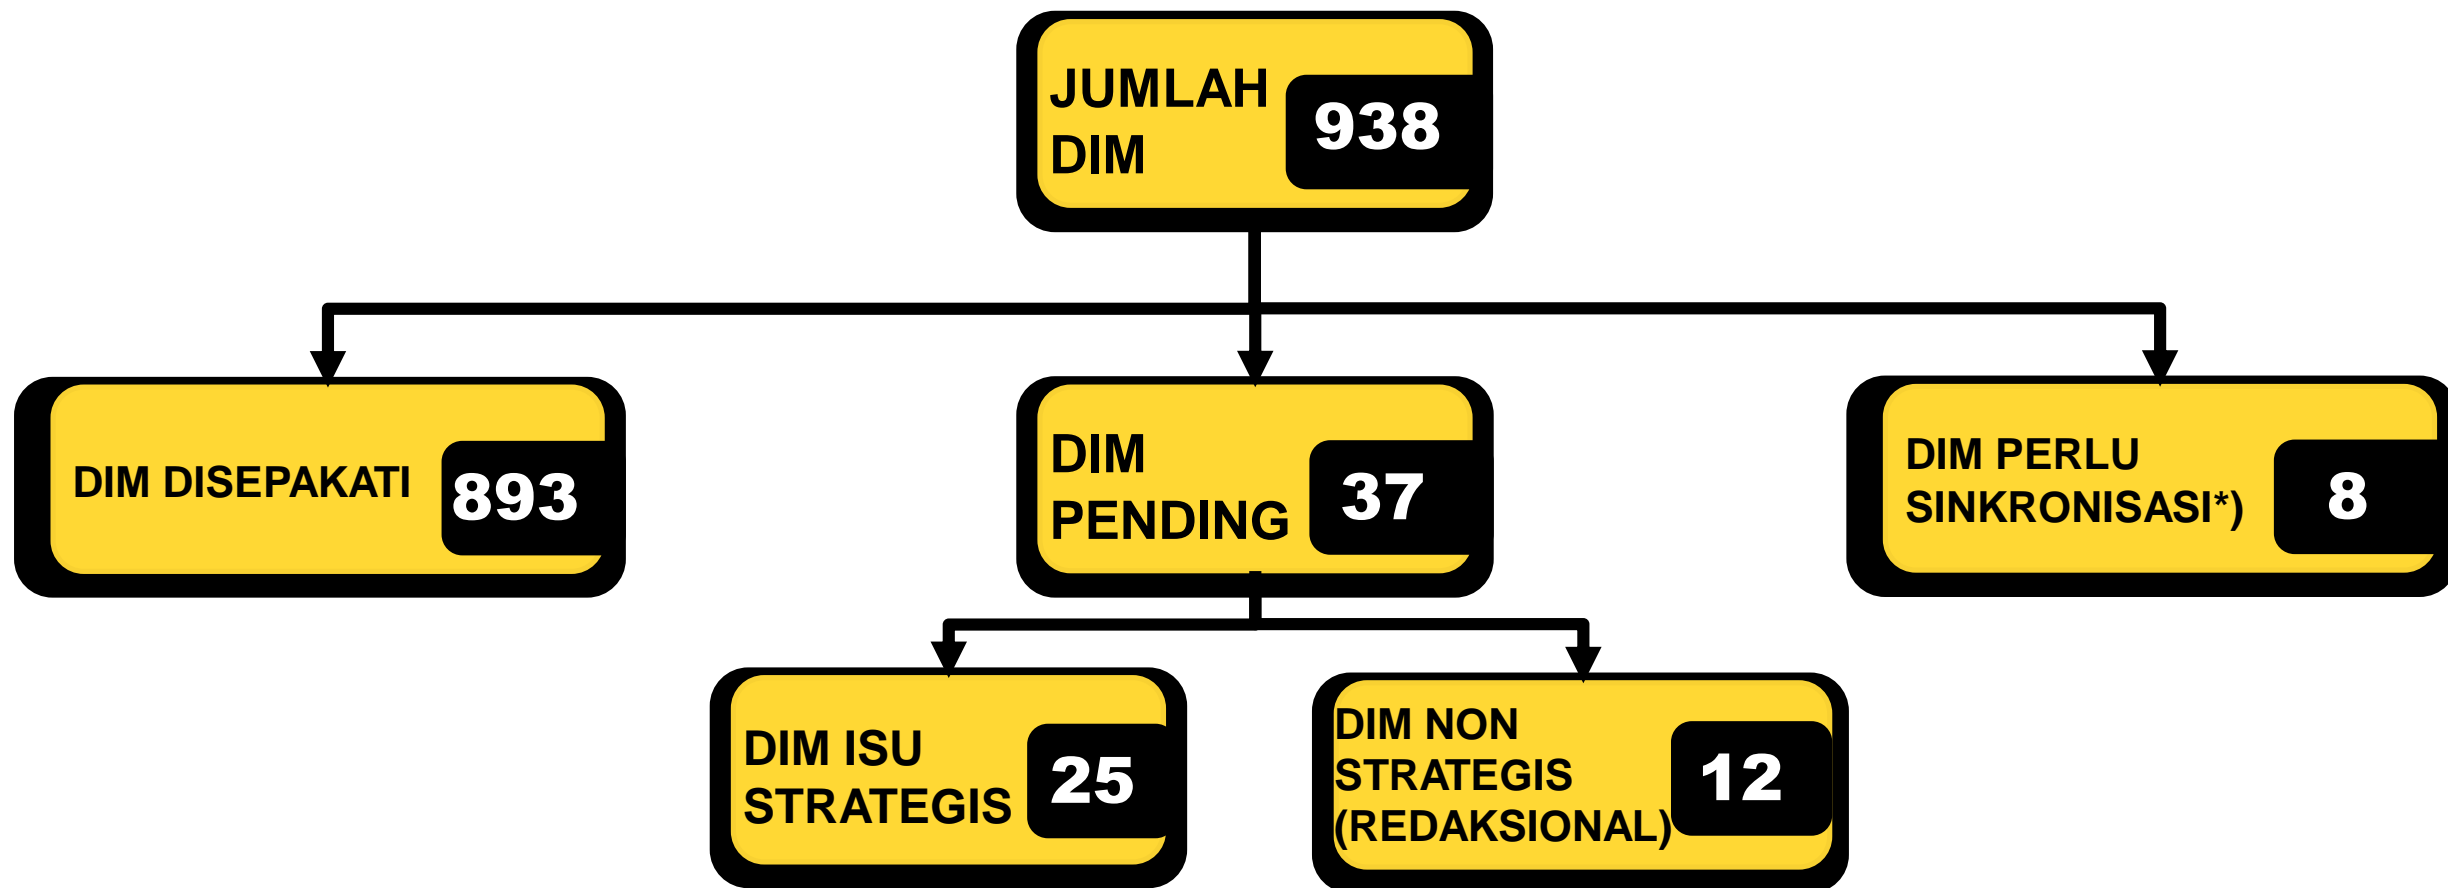 JUMLAH
DIM
938
DIM DISEPAKATI
893
DIM
PENDING
37
DIM PERLU
SINKRONISASI*)
8
DIM ISU
STRATEGIS
25
DIM NON
STRATEGIS
(REDAKSIONAL)
12